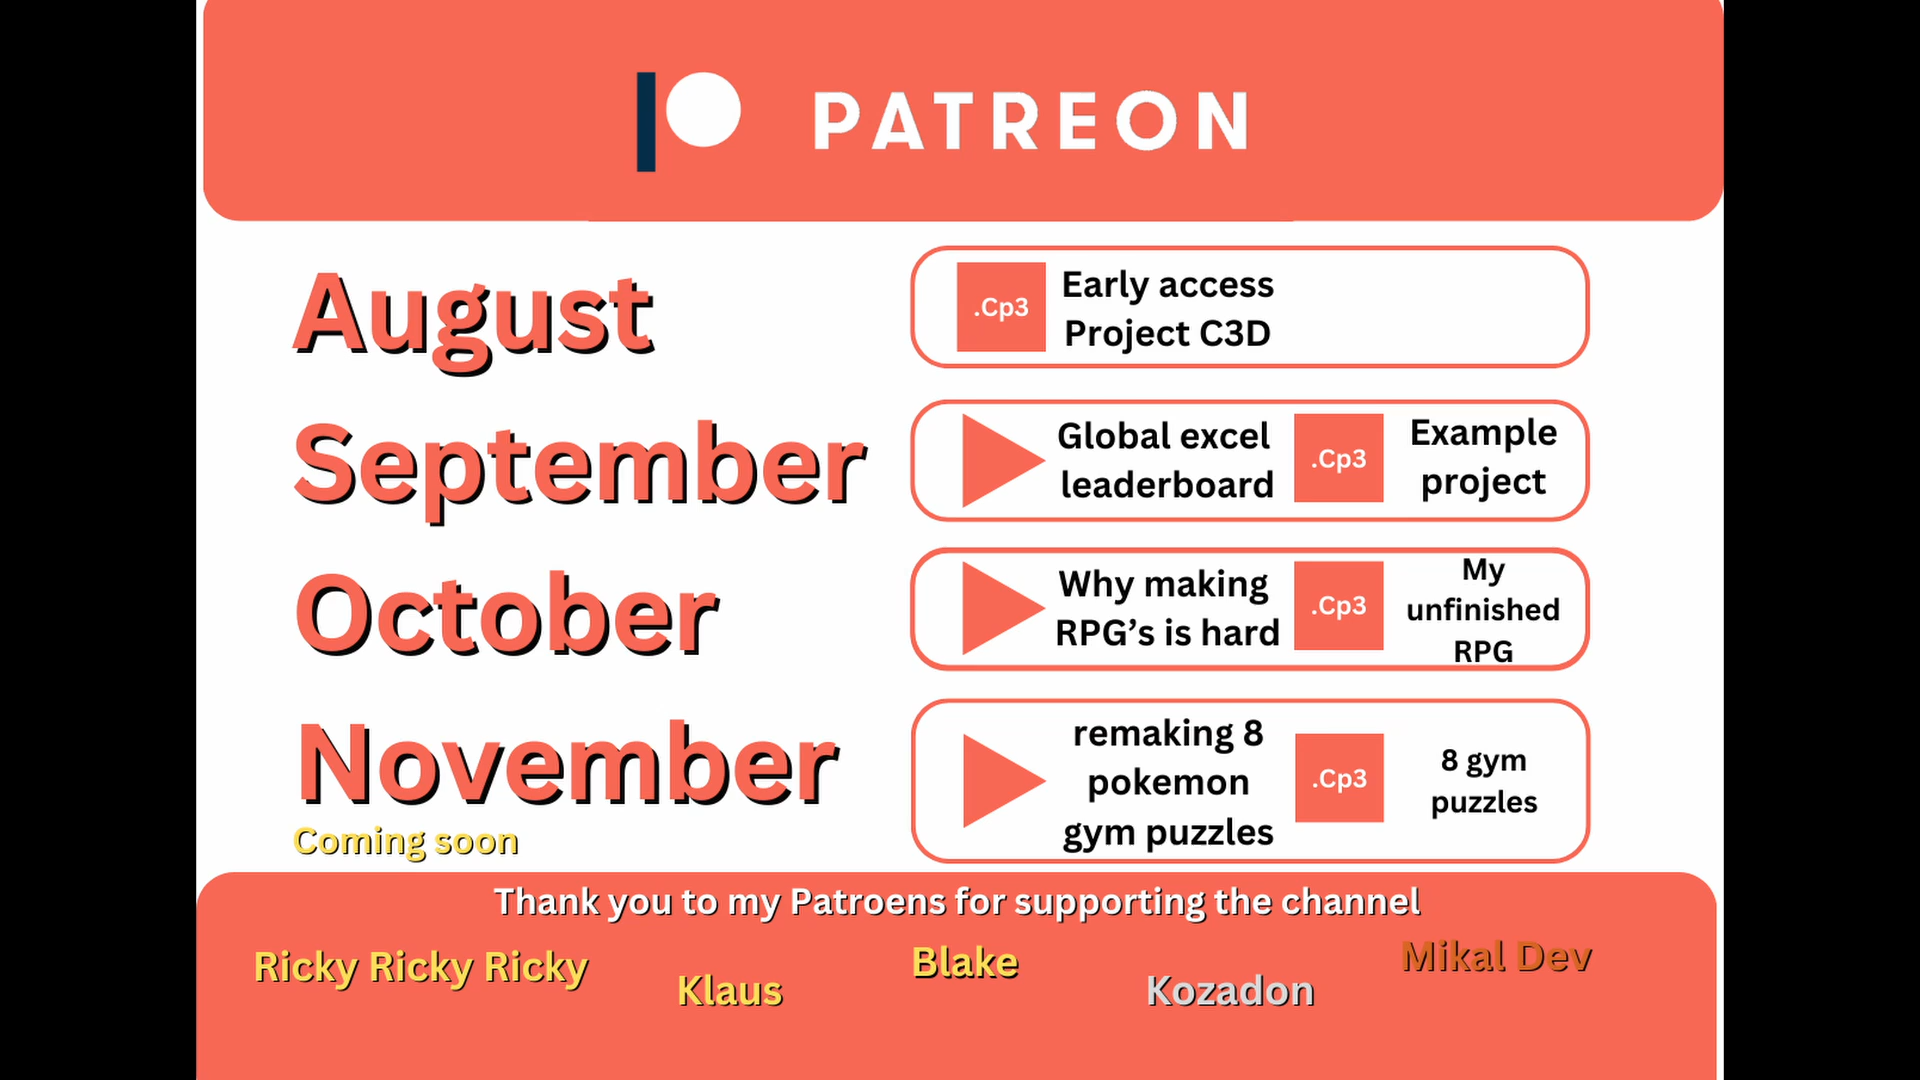 PATREON
August
.Cp3
Early access
Project C3D
September
Global excel
leaderboard
.Cp3
Example
project
October
Why making
RPG’s is hard
.Cp3
My
unfinished
RPG
November
Coming soon
remaking 8
pokemon
gym puzzles
.Cp3
8 gym
puzzles
Thank you to my Patroens for supporting the channel
Ricky Ricky Ricky
Klaus
Blake
Kozadon
Mikal Dev